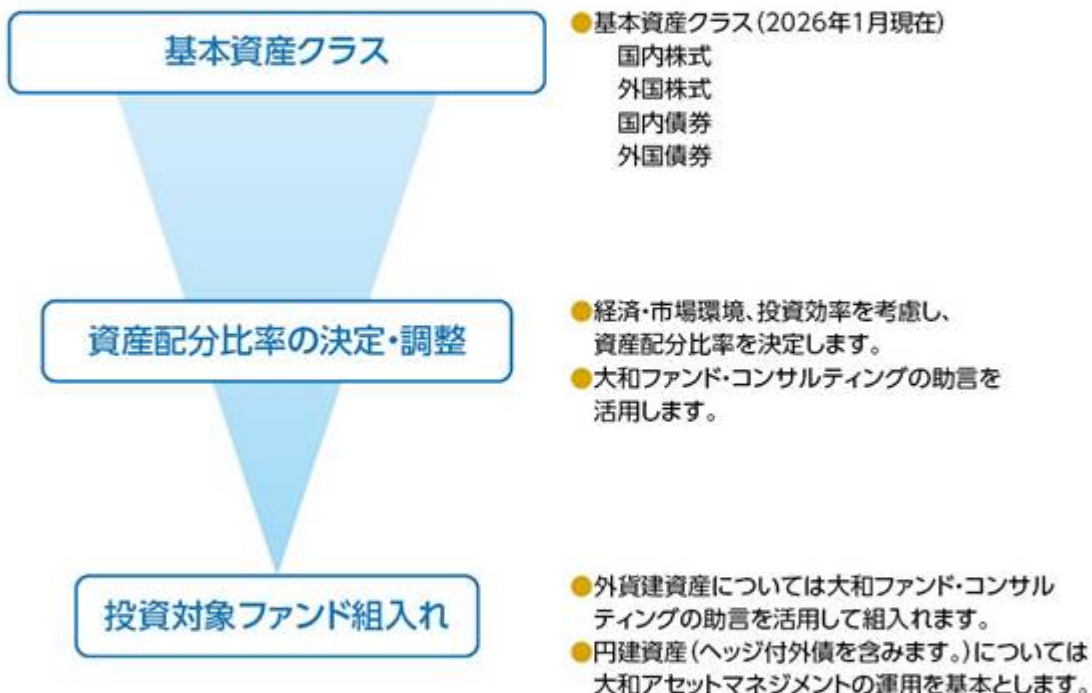 基本資産クラス
●基本資産クラス(2026年1月現在)
国内株式
外国株式
国内債券
外国債券
資産配分比率の決定・調整
●経済・市場環境、投資効率を考慮し、
資産配分比率を決定します。
●大和ファンド・コンサルティングの助言を
活用します。
投資対象ファンド組入れ
●外貨建資産については大和ファンド・コンサル
ティングの助言を活用して組入れます。
●円建資産(ヘッジ付外債を含みます。)については
大和アセットマネジメントの運用を基本とします。